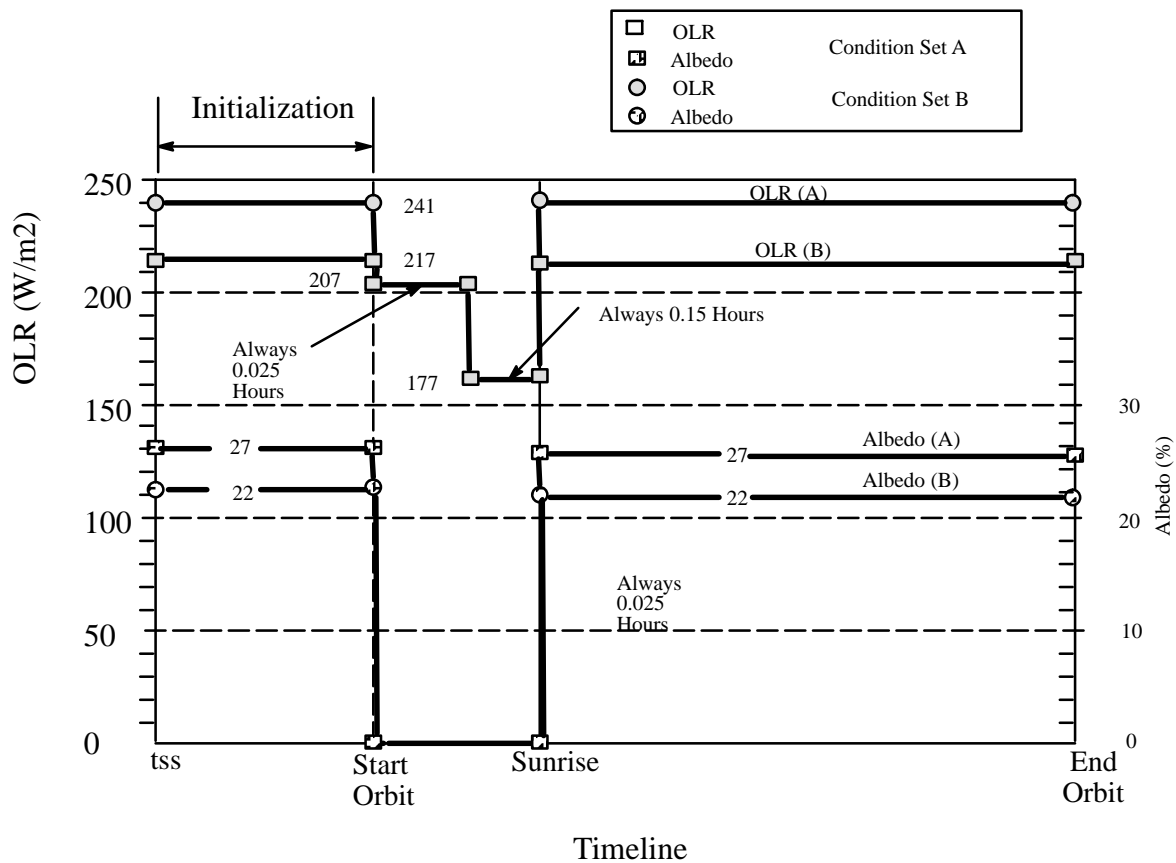 OLR
Condition Set A
Albedo
OLR
Condition Set B
Albedo
Initialization
250
200
150
100
50
0
OLR (W/m2)
241
217
207
177
Always
0.025
Hours
Always 0.15 Hours
OLR (A)
OLR (B)
27
22
27
22
Albedo (A)
Albedo (B)
Always
0.025
Hours
30
20
10
0
Albedo (%)
tss
Start
Orbit
Sunrise
End
Orbit
Timeline